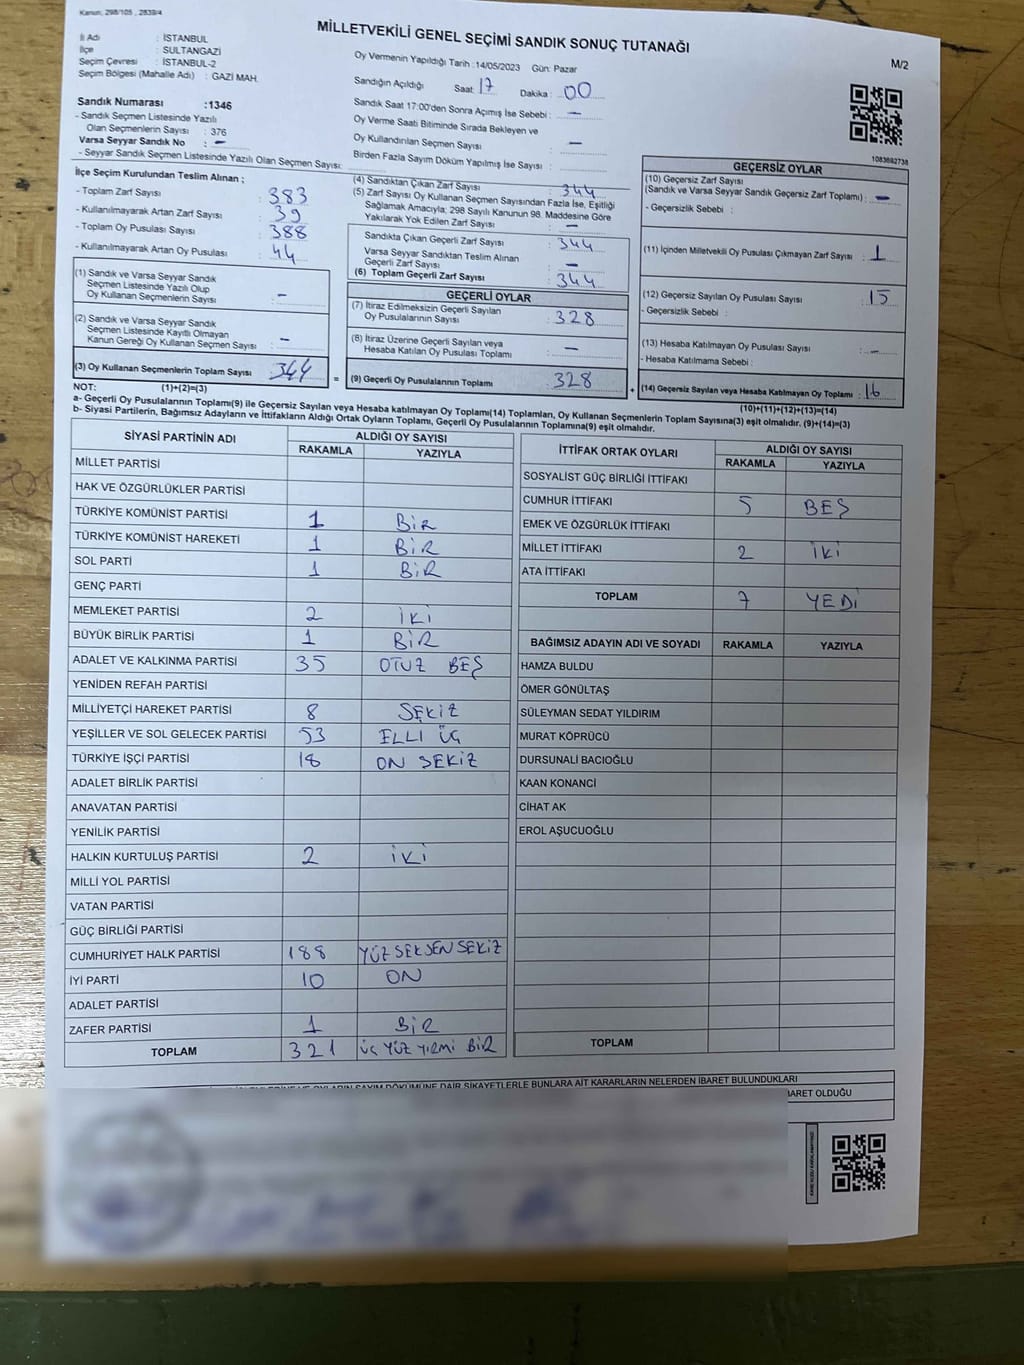 Kanun; 298/105 , 2839/4
MİLLETVEKİLİ GENEL SEÇİMİ SANDIK SONUÇ TUTANAĞI
M/2
İl Adı : İSTANBUL
İlçe : SULTANGAZİ
Seçim Çevresi : İSTANBUL-2
Seçim Bölgesi (Mahalle Adı) : GAZİ MAH.
Sandık Numarası :1346
- Sandık Seçmen Listesinde Yazılı
Olan Seçmenlerin Sayısı : 376
Varsa Seyyar Sandık No : –
- Seyyar Sandık Seçmen Listesinde Yazılı Olan Seçmen Sayısı:
Oy Vermenin Yapıldığı Tarih :14/05/2023 Gün: Pazar
Sandığın Açıldığı Saat : 17 Dakika : 00
Sandık Saat 17:00'den Sonra Açımış İse Sebebi : –
Oy Verme Saati Bitiminde Sırada Bekleyen ve
Oy Kullandırılan Seçmen Sayısı : –
Birden Fazla Sayım Döküm Yapılmış İse Sayısı :
1083692738
İlçe Seçim Kurulundan Teslim Alınan ;
- Toplam Zarf Sayısı : 383
- Kullanılmayarak Artan Zarf Sayısı : 39
- Toplam Oy Pusulası Sayısı : 388
- Kullanılmayarak Artan Oy Pusulası : 44
(1) Sandık ve Varsa Seyyar Sandık
Seçmen Listesinde Yazılı Olup
Oy Kullanan Seçmenlerin Sayısı : –
(2) Sandık ve Varsa Seyyar Sandık
Seçmen Listesinde Kayıtlı Olmayan
Kanun Gereği Oy Kullanan Seçmen Sayısı : –
(3) Oy Kullanan Seçmenlerin Toplam Sayısı : 344
(4) Sandıktan Çıkan Zarf Sayısı : 344
(5) Zarf Sayısı Oy Kullanan Seçmen Sayısından Fazla İse, Eşitliği
Sağlamak Amacıyla; 298 Sayılı Kanunun 98. Maddesine Göre
Yakılarak Yok Edilen Zarf Sayısı : –
Sandıkta Çıkan Geçerli Zarf Sayısı : 344
Varsa Seyyar Sandıktan Teslim Alınan
Geçerli Zarf Sayısı : –
(6) Toplam Geçerli Zarf Sayısı : 344
GEÇERLİ OYLAR
(7) İtiraz Edilmeksizin Geçerli Sayılan
Oy Pusulalarının Sayısı : 328
(8) İtiraz Üzerine Geçerli Sayılan veya
Hesaba Katılan Oy Pusulası Toplamı : –
= (9) Geçerli Oy Pusulalarının Toplamı : 328
GEÇERSİZ OYLAR
(10) Geçersiz Zarf Sayısı
(Sandık ve Varsa Seyyar Sandık Geçersiz Zarf Toplamı) : –
- Geçersizlik Sebebi :
(11) İçinden Milletvekili Oy Pusulası Çıkmayan Zarf Sayısı : 1
(12) Geçersiz Sayılan Oy Pusulası Sayısı : 15
- Geçersizlik Sebebi :
(13) Hesaba Katılmayan Oy Pusulası Sayısı : –
- Hesaba Katılmama Sebebi :
+ (14) Geçersiz Sayılan veya Hesaba Katılmayan Oy Toplamı : 16
NOT: (1)+(2)=(3) (10)+(11)+(12)+(13)=(14)
a- Geçerli Oy Pusulaların Toplamı(9) ile Geçersiz Sayılan veya Hesaba katılmayan Oy Toplamı(14) Toplamları, Oy Kullanan Seçmenlerin Toplam Sayısına(3) eşit olmalıdır. (9)+(14)=(3)
b- Siyasi Partilerin, Bağımsız Adayların ve İttifakların Aldığı Ortak Oyların Toplamı, Geçerli Oy Pusulalarının Toplamına(9) eşit olmalıdır.
SİYASİ PARTİNİN ADI ALDIĞI OY SAYISI
RAKAMLA YAZIYLA
MİLLET PARTİSİ
HAK VE ÖZGÜRLÜKLER PARTİSİ
TÜRKİYE KOMÜNİST PARTİSİ 1 BİR
TÜRKİYE KOMÜNİST HAREKETİ 1 BİR
SOL PARTİ 1 BİR
GENÇ PARTİ
MEMLEKET PARTİSİ 2 İKİ
BÜYÜK BİRLİK PARTİSİ 1 BİR
ADALET VE KALKINMA PARTİSİ 35 OTUZ BEŞ
YENİDEN REFAH PARTİSİ
MİLLİYETÇİ HAREKET PARTİSİ 8 SEKİZ
YEŞİLLER VE SOL GELECEK PARTİSİ 53 ELLİ ÜÇ
TÜRKİYE İŞÇİ PARTİSİ 18 ON SEKİZ
ADALET BİRLİK PARTİSİ
ANAVATAN PARTİSİ
YENİLİK PARTİSİ
HALKIN KURTULUŞ PARTİSİ 2 İKİ
MİLLİ YOL PARTİSİ
VATAN PARTİSİ
GÜÇ BİRLİĞİ PARTİSİ
CUMHURİYET HALK PARTİSİ 188 YÜZ SEKSEN SEKİZ
İYİ PARTİ 10 ON
ADALET PARTİSİ
ZAFER PARTİSİ 1 BİR
TOPLAM 321 ÜÇ YÜZ YİRMİ BİR
İTTİFAK ORTAK OYLARI ALDIĞI OY SAYISI
RAKAMLA YAZIYLA
SOSYALİST GÜÇ BİRLİĞİ İTTİFAKI
CUMHUR İTTİFAKI 5 BEŞ
EMEK VE ÖZGÜRLÜK İTTİFAKI
MİLLET İTTİFAKI 2 İKİ
ATA İTTİFAKI
TOPLAM 7 YEDİ
BAĞIMSIZ ADAYIN ADI VE SOYADI RAKAMLA YAZIYLA
HAMZA BULDU
ÖMER GÖNÜLTAŞ
SÜLEYMAN SEDAT YILDIRIM
MURAT KÖPRÜCÜ
DURSUNALİ BACIOĞLU
KAAN KONANCİ
CİHAT AK
EROL AŞUCUOĞLU
TOPLAM
OYLARIN SAYIM DÖKÜMÜNE DAİR ŞİKAYETLERLE BUNLARA AİT KARARLARIN NELERDEN İBARET BULUNDUKLARI
İBARET OLDUĞU